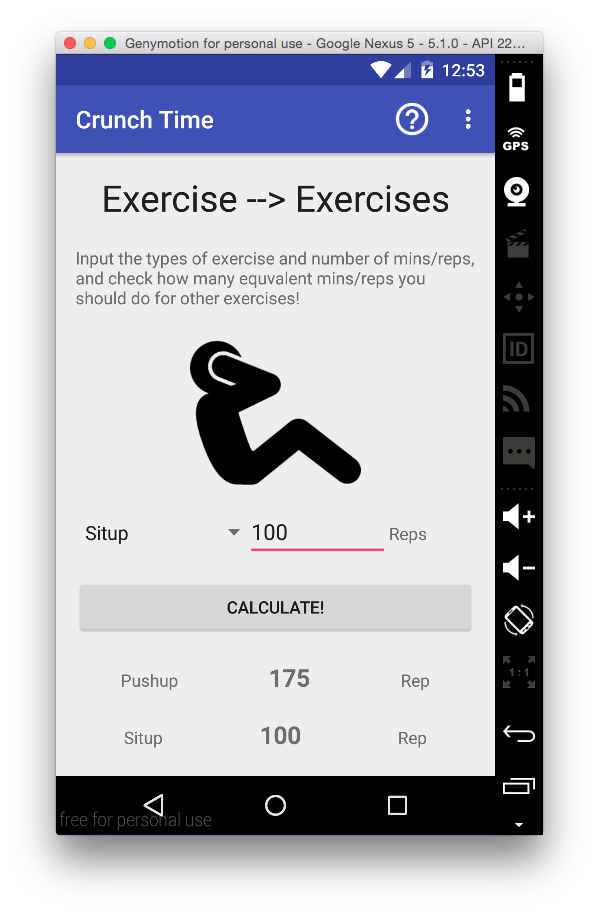 Genymotion for personal use - Google Nexus 5 - 5.1.0 - API 22...
12:53
Crunch Time
GPS
Exercise --> Exercises
Input the types of exercise and number of mins/reps,
and check how many equvalent mins/reps you
should do for other exercises!
ID
Situp 100 Reps
CALCULATE!
1:1
Pushup 175 Rep
Situp 100 Rep
free for personal use